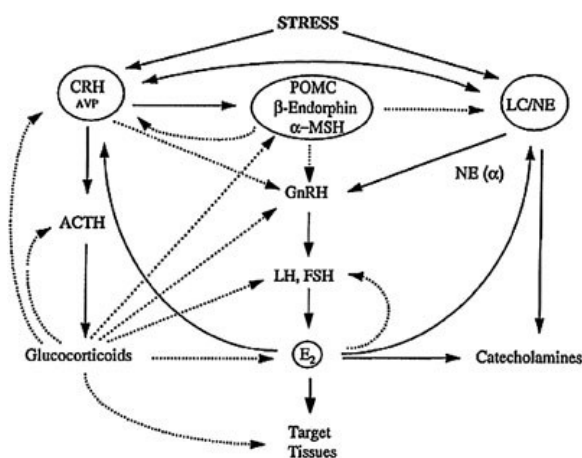 STRESS
CRH
AVP
POMC
β-Endorphin
α-MSH
LC/NE
NE (α)
GnRH
ACTH
LH, FSH
Glucocorticoids
E2
Catecholamines
Target
Tissues